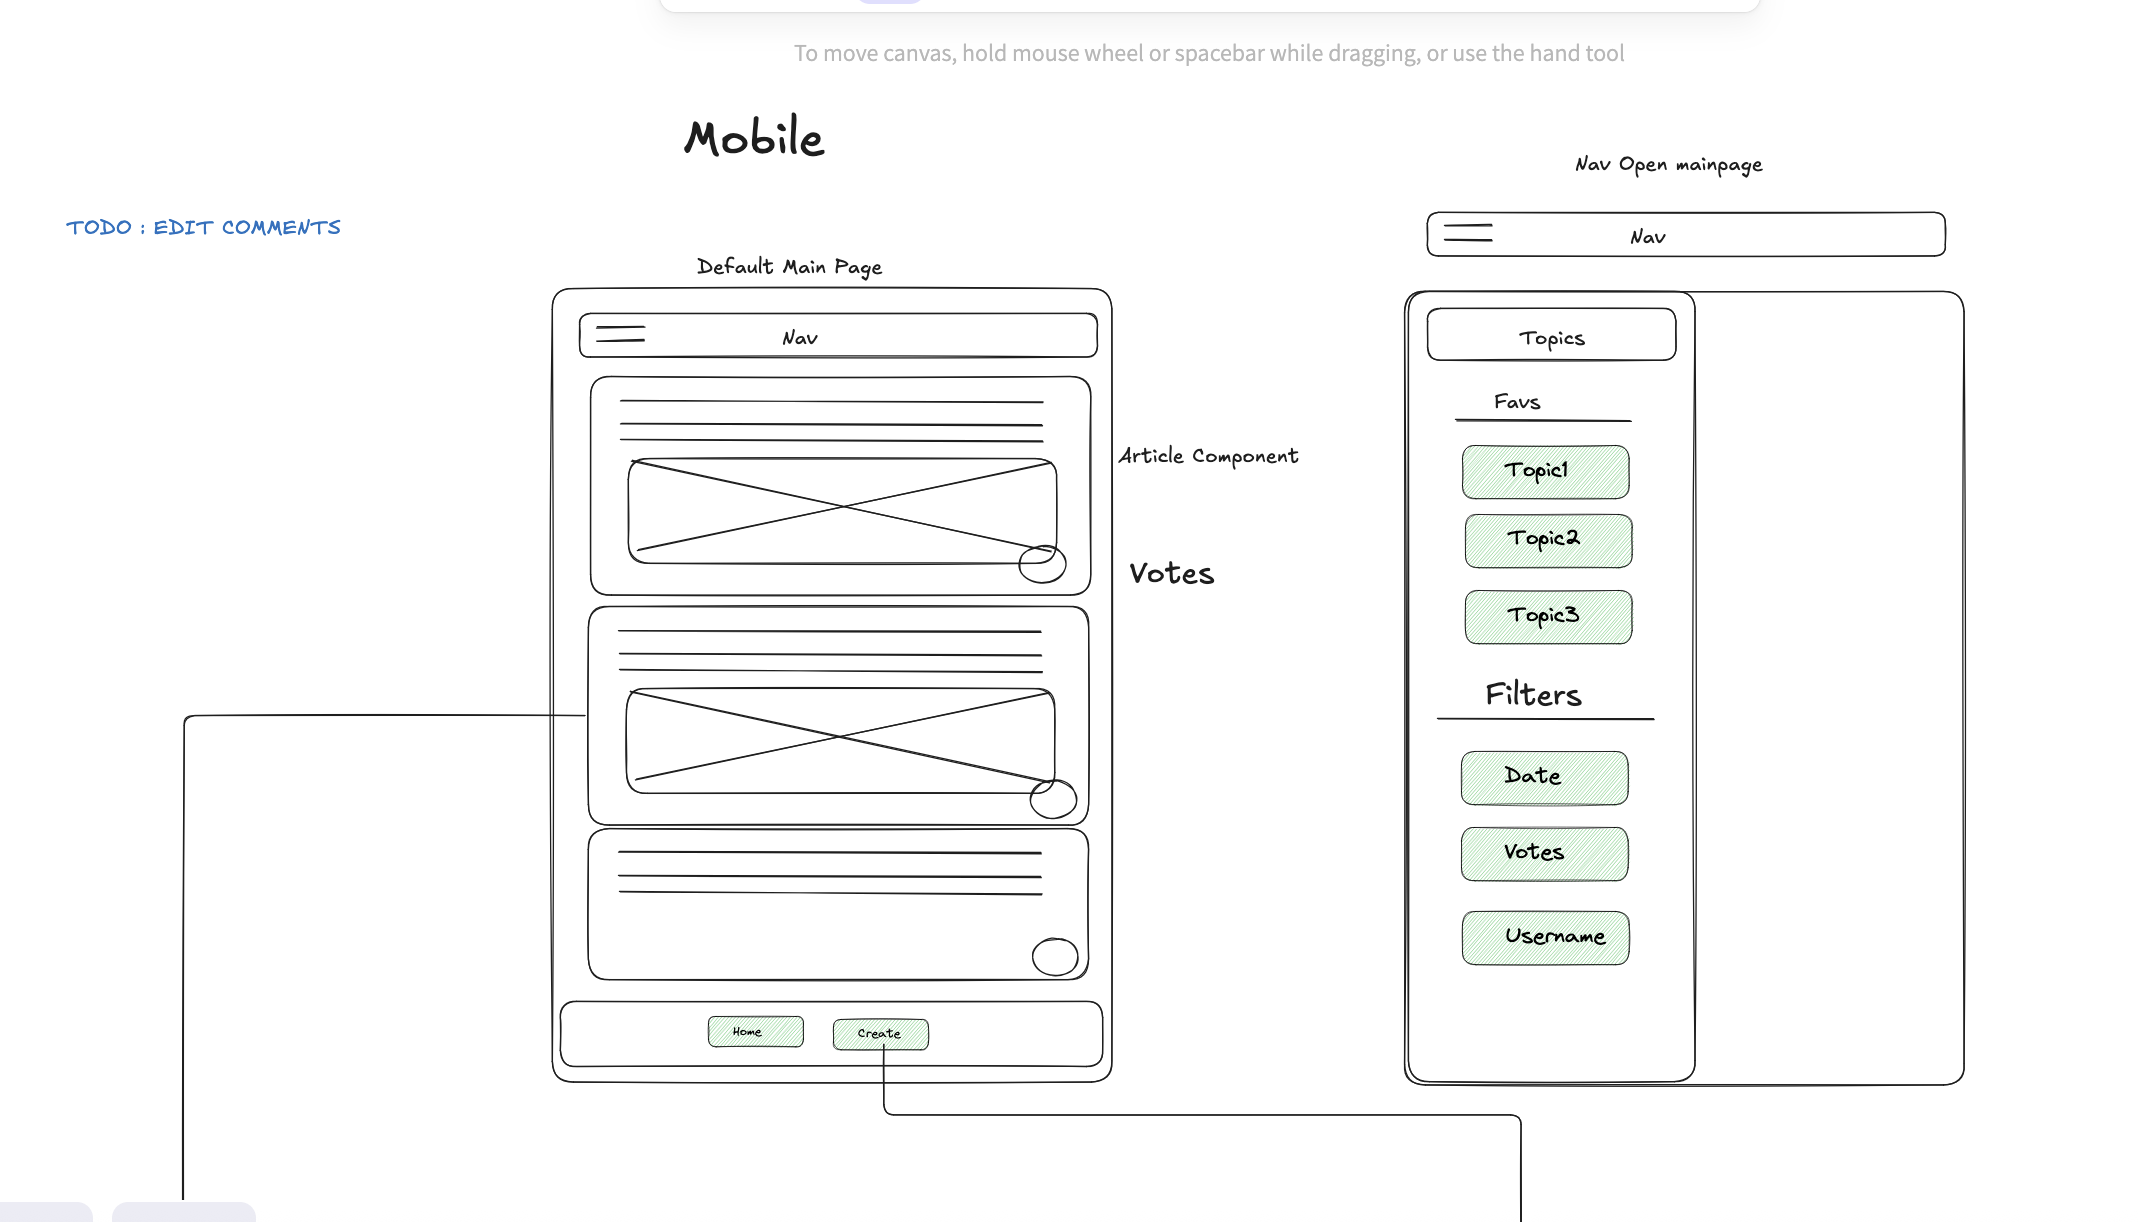 To move canvas, hold mouse wheel or spacebar while dragging, or use the hand tool
Mobile
TODO : EDIT COMMENTS
Default Main Page
Nav
Article Component
Votes
Home
Create
Nav Open mainpage
Nav
Topics
Favs
Topic1
Topic2
Topic3
Filters
Date
Votes
Username